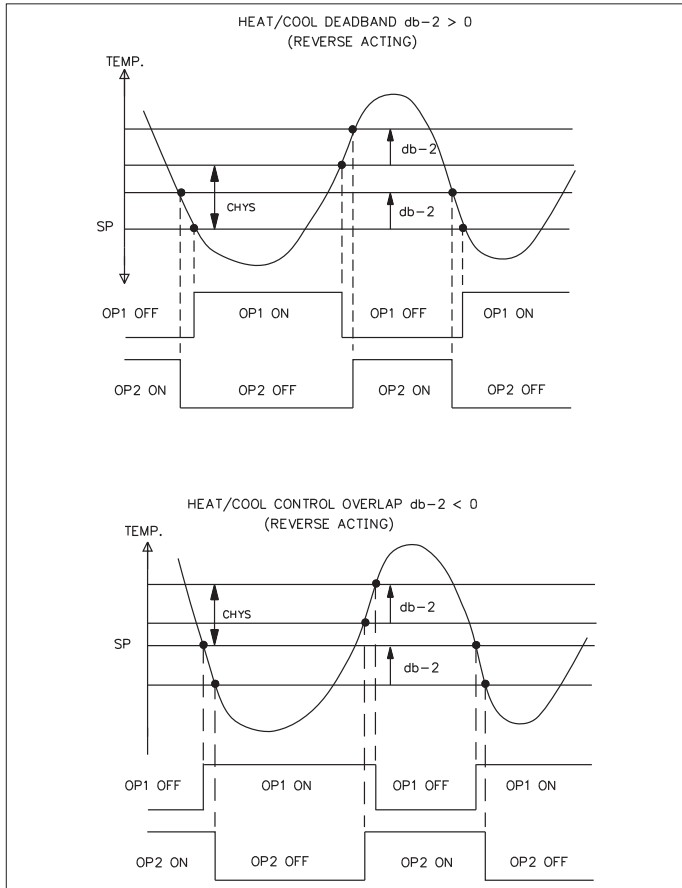 HEAT/COOL DEADBAND db-2 > 0
(REVERSE ACTING)
TEMP.
db-2
CHYS
db-2
SP
OP1 OFF OP1 ON OP1 OFF OP1 ON
OP2 ON OP2 OFF OP2 ON OP2 OFF
HEAT/COOL CONTROL OVERLAP db-2 < 0
(REVERSE ACTING)
TEMP.
CHYS
db-2
SP
db-2
OP1 OFF OP1 ON OP1 OFF OP1 ON
OP2 ON OP2 OFF OP2 ON OP2 OFF